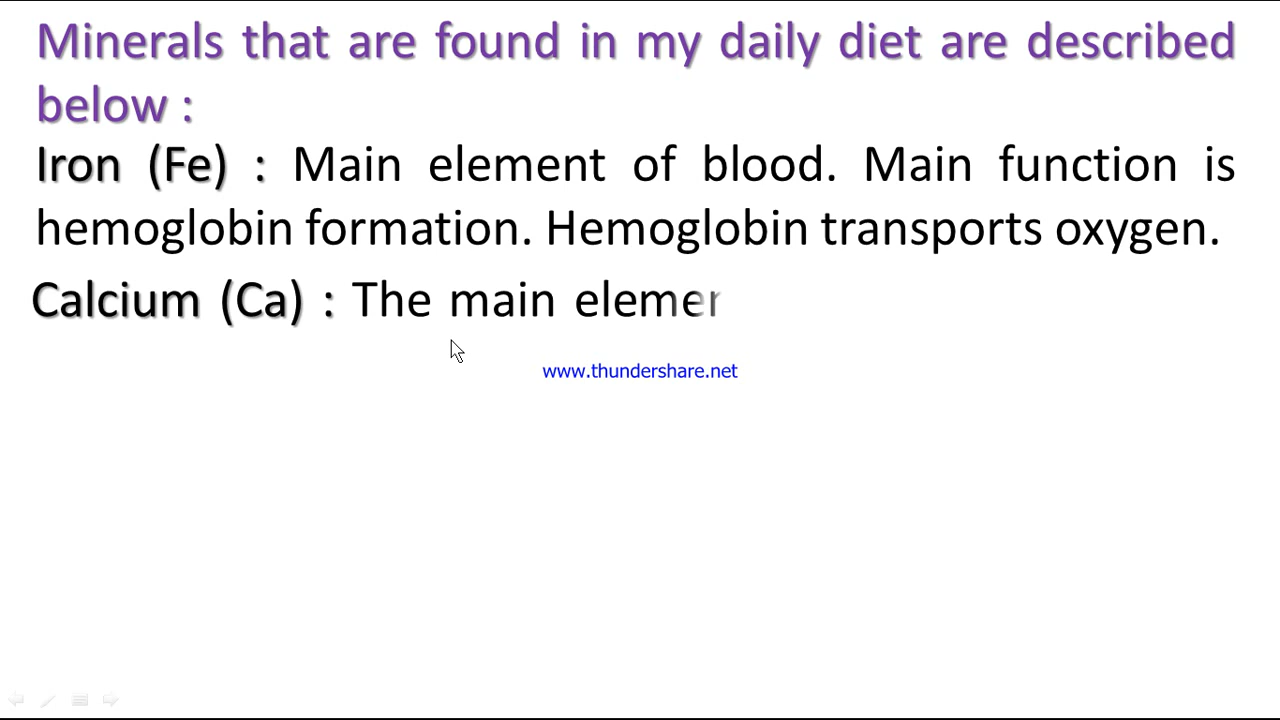 Minerals that are found in my daily diet are described
below :
Iron (Fe) : Main element of blood. Main function is
hemoglobin formation. Hemoglobin transports oxygen.
Calcium (Ca) : The main
www.thundershare.net